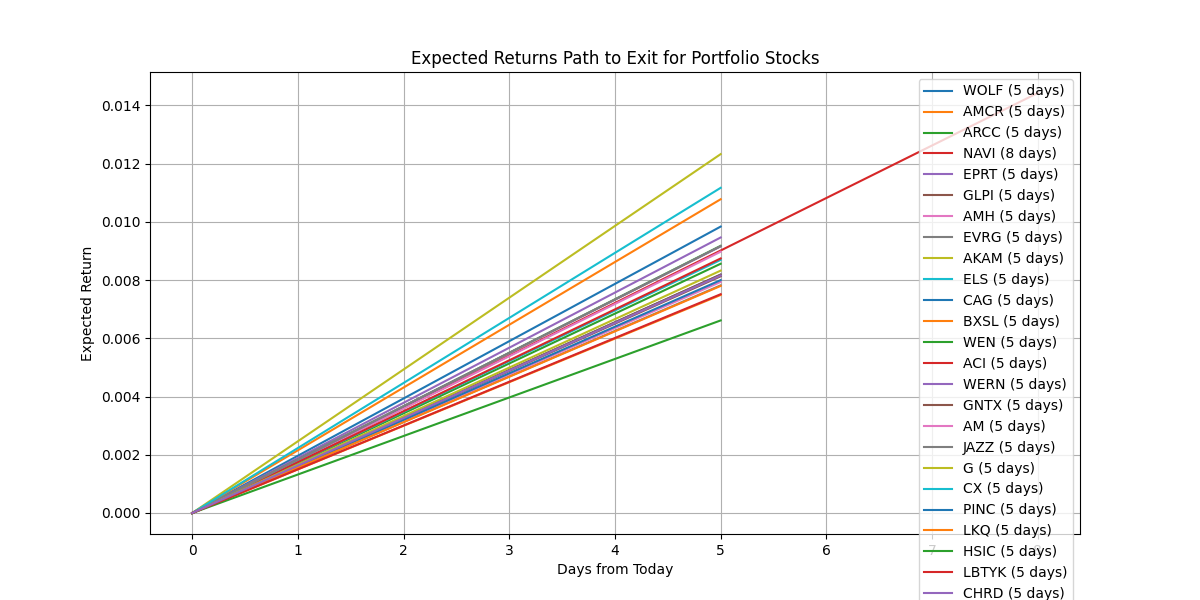 Expected Returns Path to Exit for Portfolio Stocks
Expected Return
0.014
0.012
0.010
0.008
0.006
0.004
0.002
0.000
0 1 2 3 4 5 6 7
Days from Today
WOLF (5 days)
AMCR (5 days)
ARCC (5 days)
NAVI (8 days)
EPRT (5 days)
GLPI (5 days)
AMH (5 days)
EVRG (5 days)
AKAM (5 days)
ELS (5 days)
CAG (5 days)
BXSL (5 days)
WEN (5 days)
ACI (5 days)
WERN (5 days)
GNTX (5 days)
AM (5 days)
JAZZ (5 days)
G (5 days)
CX (5 days)
PINC (5 days)
LKQ (5 days)
HSIC (5 days)
LBTYK (5 days)
CHRD (5 days)